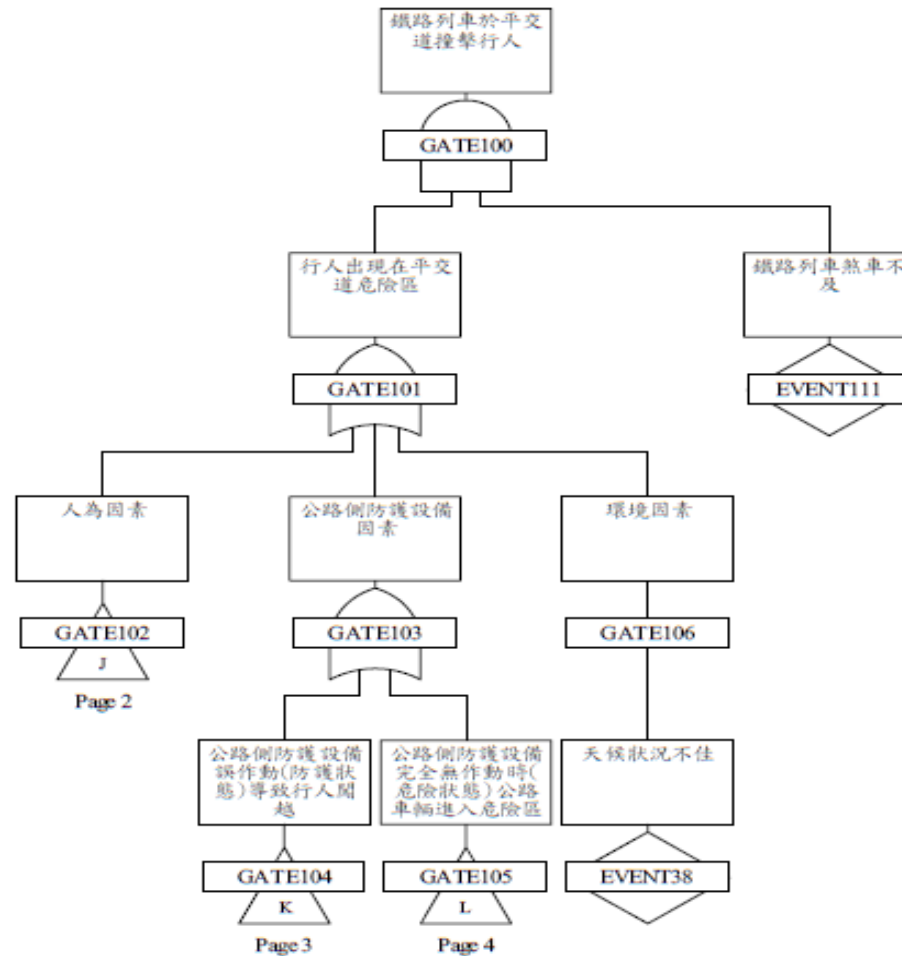 鐵路列車於平交
道撞擊行人
GATE100
行人出現在平交
道危險區
鐵路列車煞車不
及
GATE101
EVENT111
人為因素
公路側防護設備
因素
環境因素
GATE102
J
Page 2
GATE103
GATE106
公路側防護設備
誤作動(防護狀
態)導致行人闖
越
公路側防護設備
完全無作動時(
危險狀態)公路
車輛進入危險區
天候狀況不佳
GATE104
K
Page 3
GATE105
L
Page 4
EVENT38